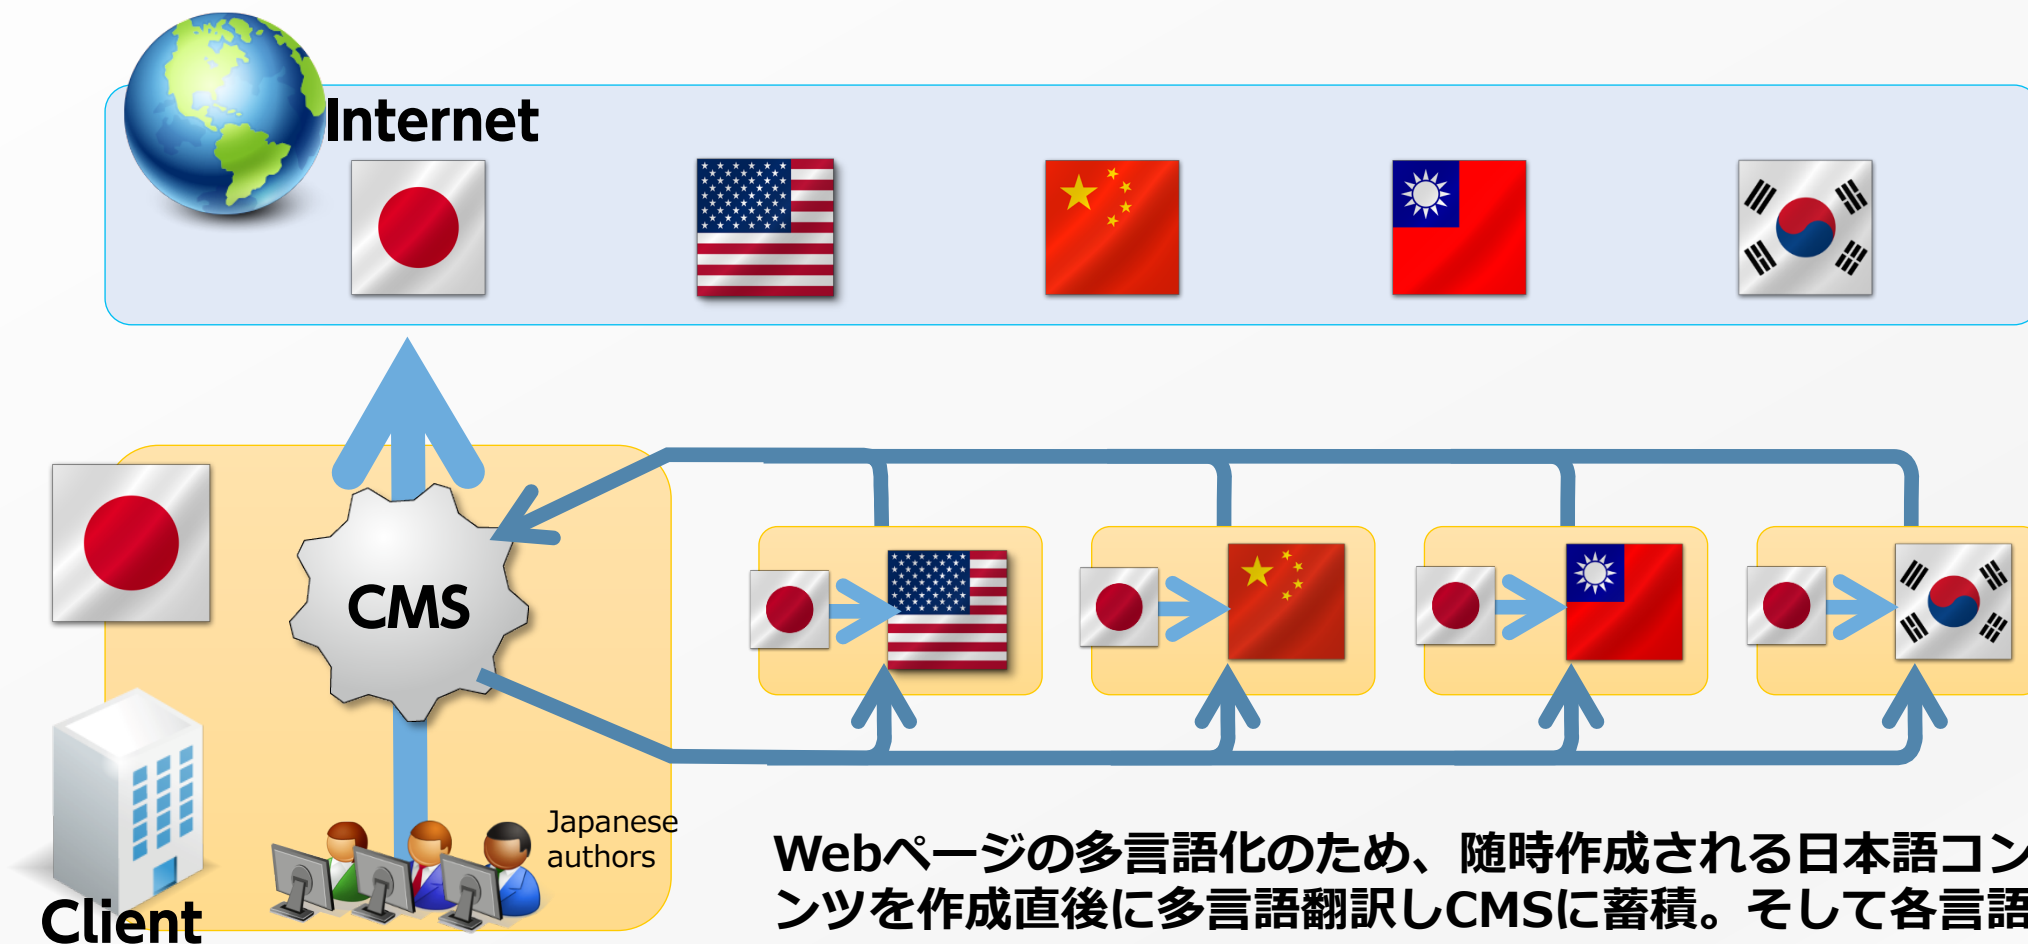 Internet
CMS
Japanese
authors
Client
Webページの多言語化のため、随時作成される日本語コン
ンツを作成直後に多言語翻訳しCMSに蓄積。そして各言語